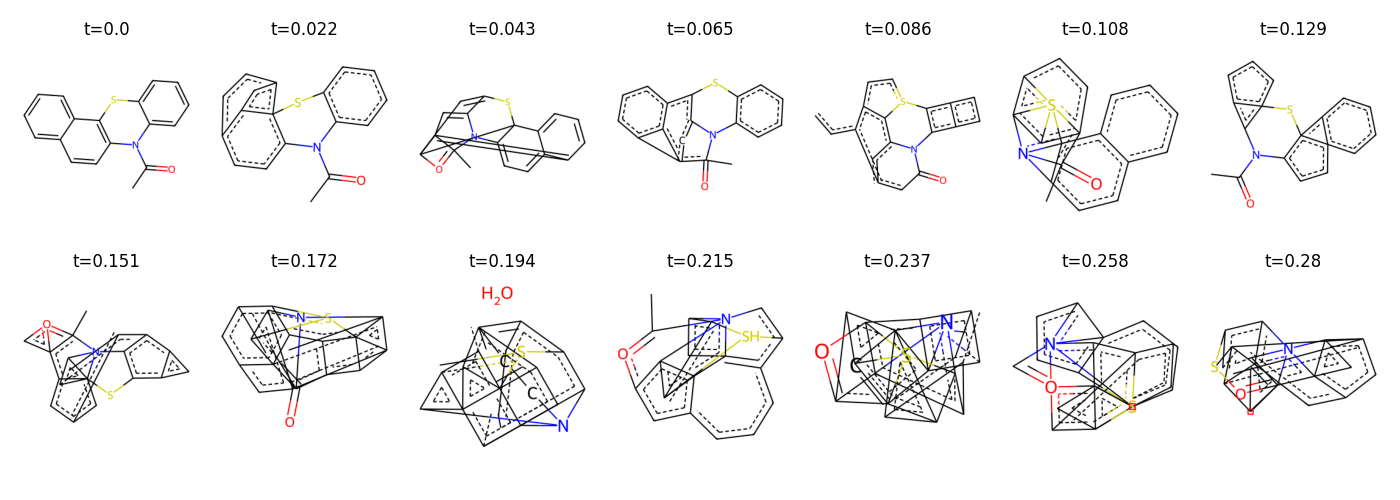 t=0.0 t=0.022 t=0.043 t=0.065 t=0.086 t=0.108 t=0.129
S S S S S S S
N N N N N N N
O O O C O O O O
t=0.151 t=0.172 t=0.194 t=0.215 t=0.237 t=0.258 t=0.28
H2O
O N S S C C N N SH O O C S N N O S S N O
N S O